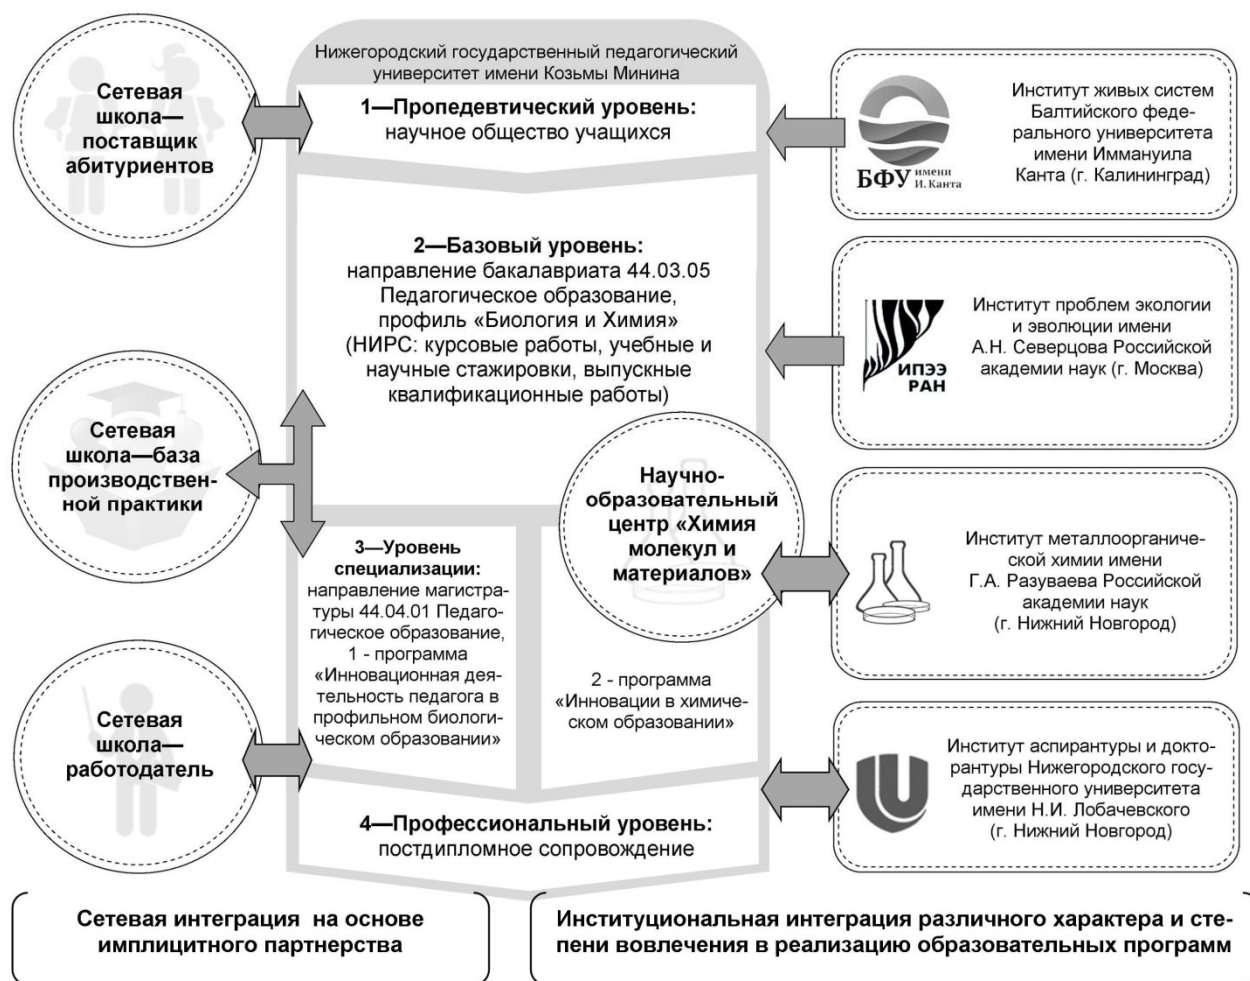 Нижегородский государственный педагогический
университет имени Козьмы Минина
Сетевая
школа—
поставщик
абитуриентов
1—Пропедевтический уровень:
научное общество учащихся
БФУ имени
И. Канта
Институт живых систем
Балтийского феде-
рального университета
имени Иммануила
Канта (г. Калининград)
2—Базовый уровень:
направление бакалавриата 44.03.05
Педагогическое образование,
профиль «Биология и Химия»
(НИРС: курсовые работы, учебные и
научные стажировки, выпускные
квалификационные работы)
ИПЭЭ
РАН
Институт проблем экологии
и эволюции имени
А.Н. Северцова Российской
академии наук (г. Москва)
Сетевая
школа—база
производствен-
ной практики
Научно-
образовательный
центр «Химия
молекул и
материалов»
Институт металлоорганиче-
ской химии имени
Г.А. Разуваева Российской
академии наук
(г. Нижний Новгород)
3—Уровень
специализации:
направление магистра-
туры 44.04.01 Педаго-
гическое образование,
1 - программа
«Инновационная дея-
тельность педагога в
профильном биологи-
ческом образовании»
2 - программа
«Инновации в химиче-
ском образовании»
Сетевая
школа—
работодатель
Институт аспирантуры и докто-
рантуры Нижегородского госу-
дарственного университета
имени Н.И. Лобачевского
(г. Нижний Новгород)
4—Профессиональный уровень:
постдипломное сопровождение
Сетевая интеграция на основе
имплицитного партнерства
Институциональная интеграция различного характера и сте-
пени вовлечения в реализацию образовательных программ